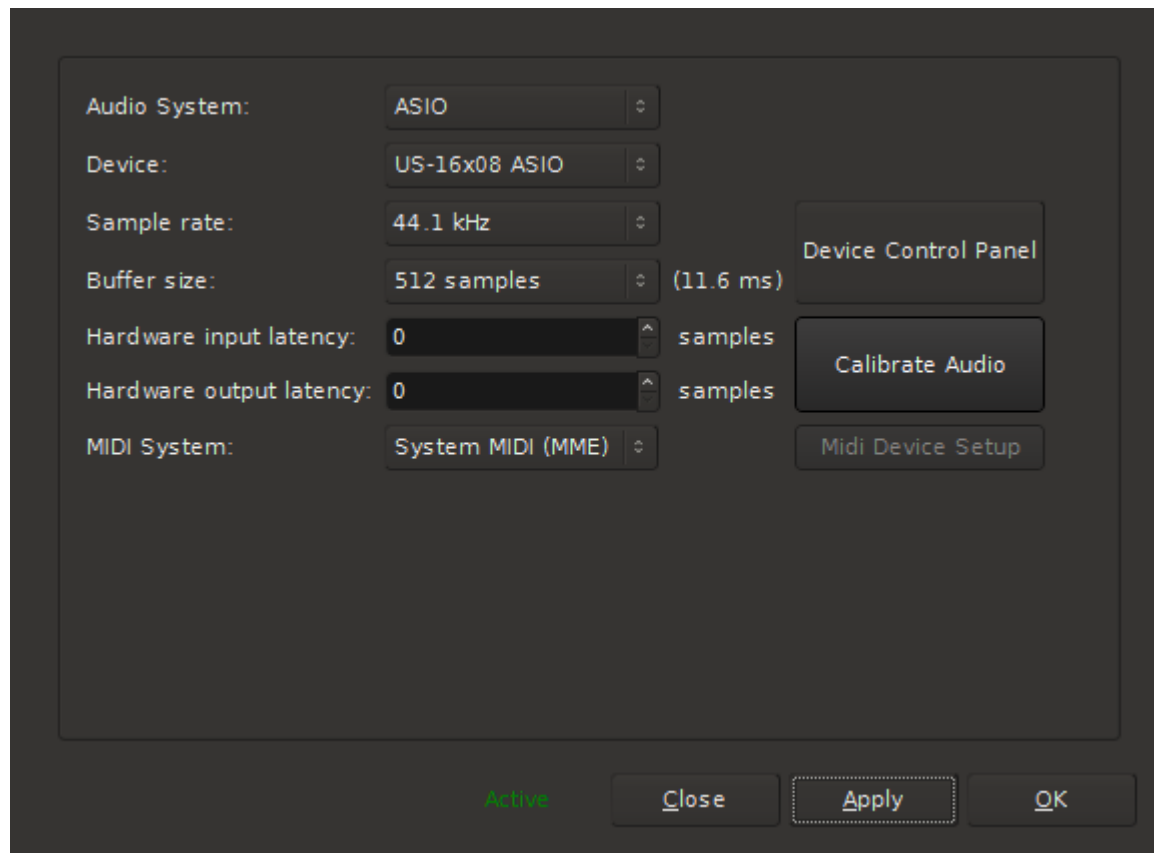 Audio System: ASIO
Device: US-16x08 ASIO
Sample rate: 44.1 kHz
Device Control Panel
Buffer size: 512 samples (11.6 ms)
Hardware input latency: 0 samples
Calibrate Audio
Hardware output latency: 0 samples
MIDI System: System MIDI (MME) Midi Device Setup
Active Close Apply OK